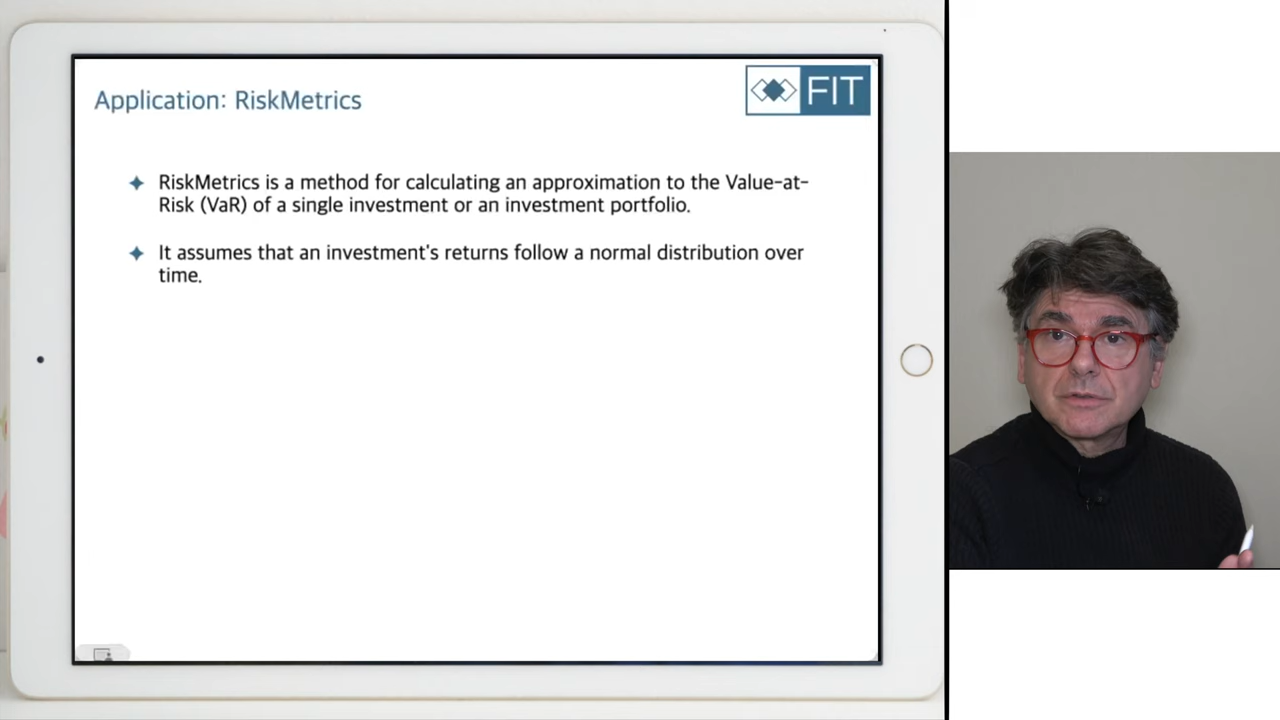 Application: RiskMetrics
FIT
RiskMetrics is a method for calculating an approximation to the Value-at-
Risk (VaR) of a single investment or an investment portfolio.
It assumes that an investment's returns follow a normal distribution over
time.